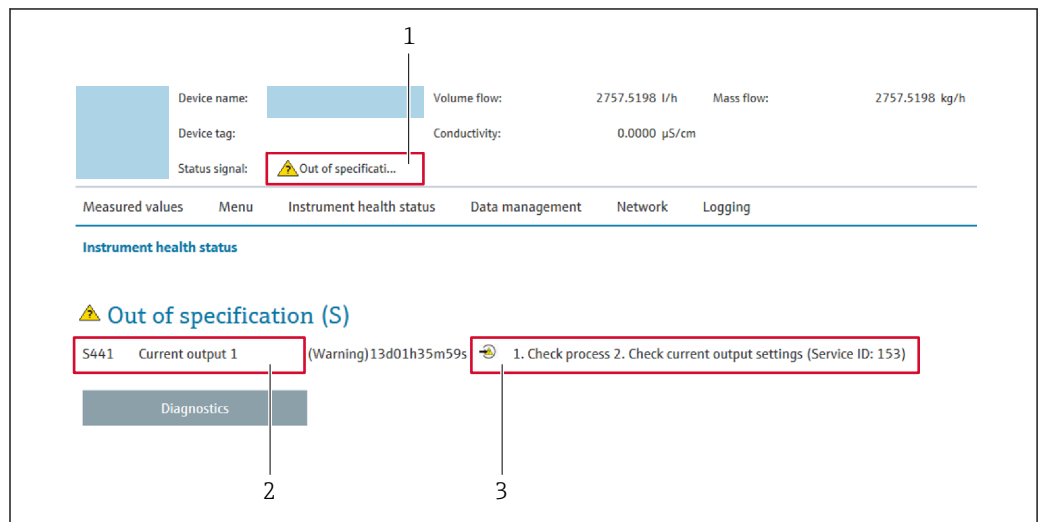 1
Device name: Volume flow: 2757.5198 l/h Mass flow: 2757.5198 kg/h
Device tag: Conductivity: 0.0000 µS/cm
Status signal: Out of specificati...
Measured values Menu Instrument health status Data management Network Logging
Instrument health status
Out of specification (S)
S441 Current output 1 (Warning)13d01h35m59s 1. Check process 2. Check current output settings (Service ID: 153)
Diagnostics
2 3